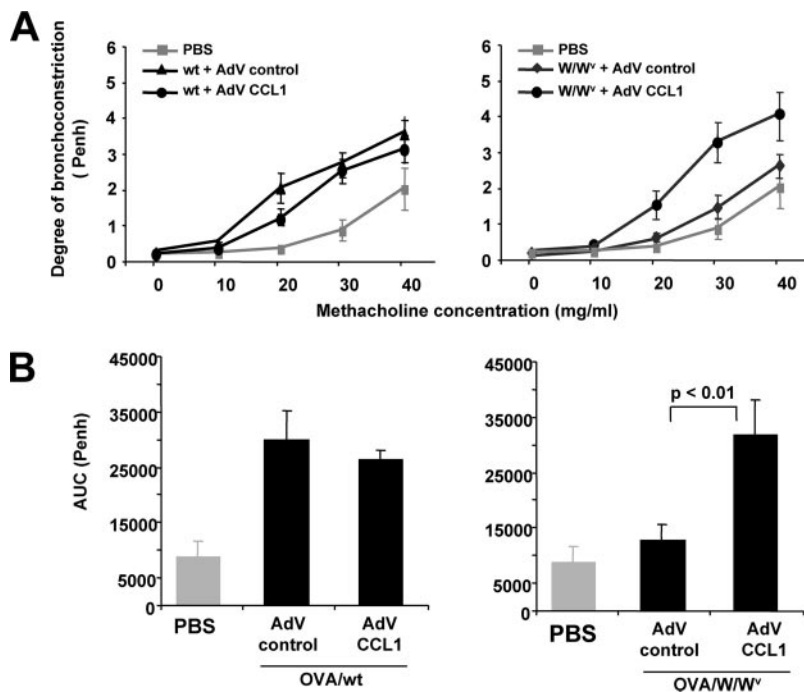 A
Degree of bronchoconstriction
( Penh)
6
5
4
3
2
1
0
PBS
wt + AdV control
wt + AdV CCL1
0 10 20 30 40
6
5
4
3
2
1
0
PBS
W/Wᵛ + AdV control
W/Wᵛ + AdV CCL1
0 10 20 30 40
Methacholine concentration (mg/ml)
B
AUC (Penh)
45000
35000
25000
15000
5000
0
PBS
AdV
control
AdV
CCL1
OVA/wt
45000
35000
25000
15000
5000
0
p < 0.01
PBS
AdV
control
AdV
CCL1
OVA/W/Wᵛ